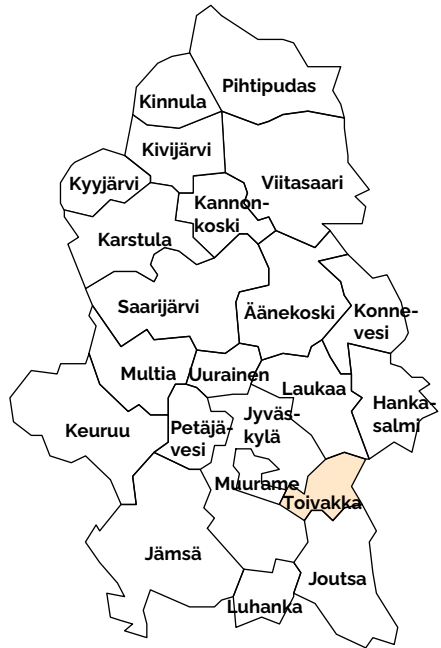 Pihtipudas
Kinnula
Kivijärvi
Kyyjärvi
Viitasaari
Kannon-
koski
Karstula
Saarijärvi
Äänekoski
Konne-
vesi
Multia
Uurainen
Laukaa
Hanka-
salmi
Keuruu
Petäjä-
vesi
Jyväs-
kylä
Muurame
Toivakka
Jämsä
Joutsa
Luhanka